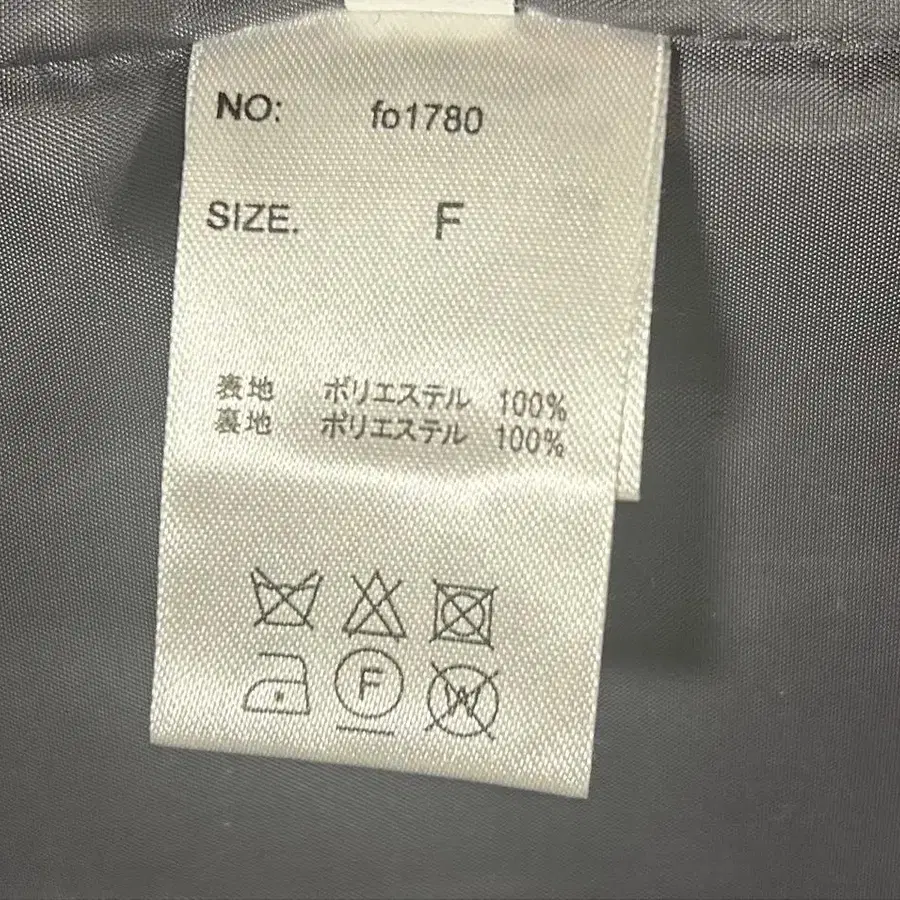 NO: fo1780
SIZE. F
表地 ポリエステル 100%
裏地 ポリエステル 100%
F W